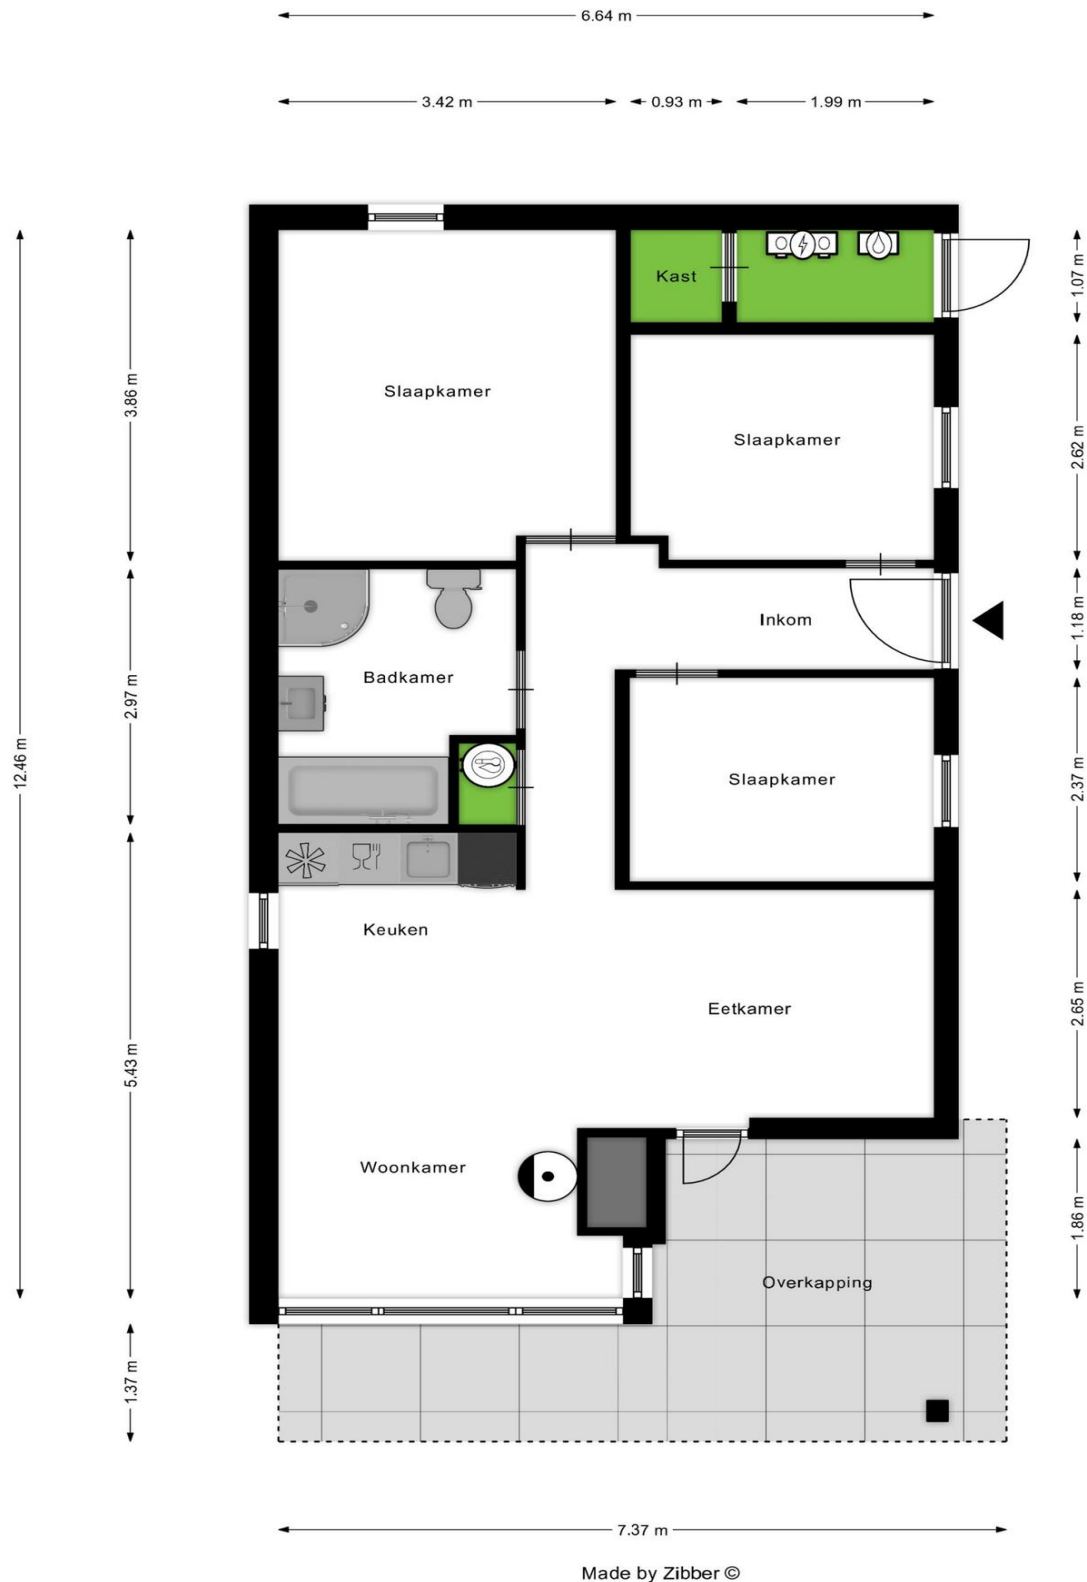 6.64 m
3.42 m
0.93 m
1.99 m
Kast
1.07 m
3.86 m
Slaapkamer
Slaapkamer
2.62 m
Inkom
1.18 m
Badkamer
2.97 m
12.46 m
Slaapkamer
2.37 m
Keuken
Eetkamer
2.65 m
5.43 m
Woonkamer
1.86 m
Overkapping
1.37 m
7.37 m
Made by Zibber ©